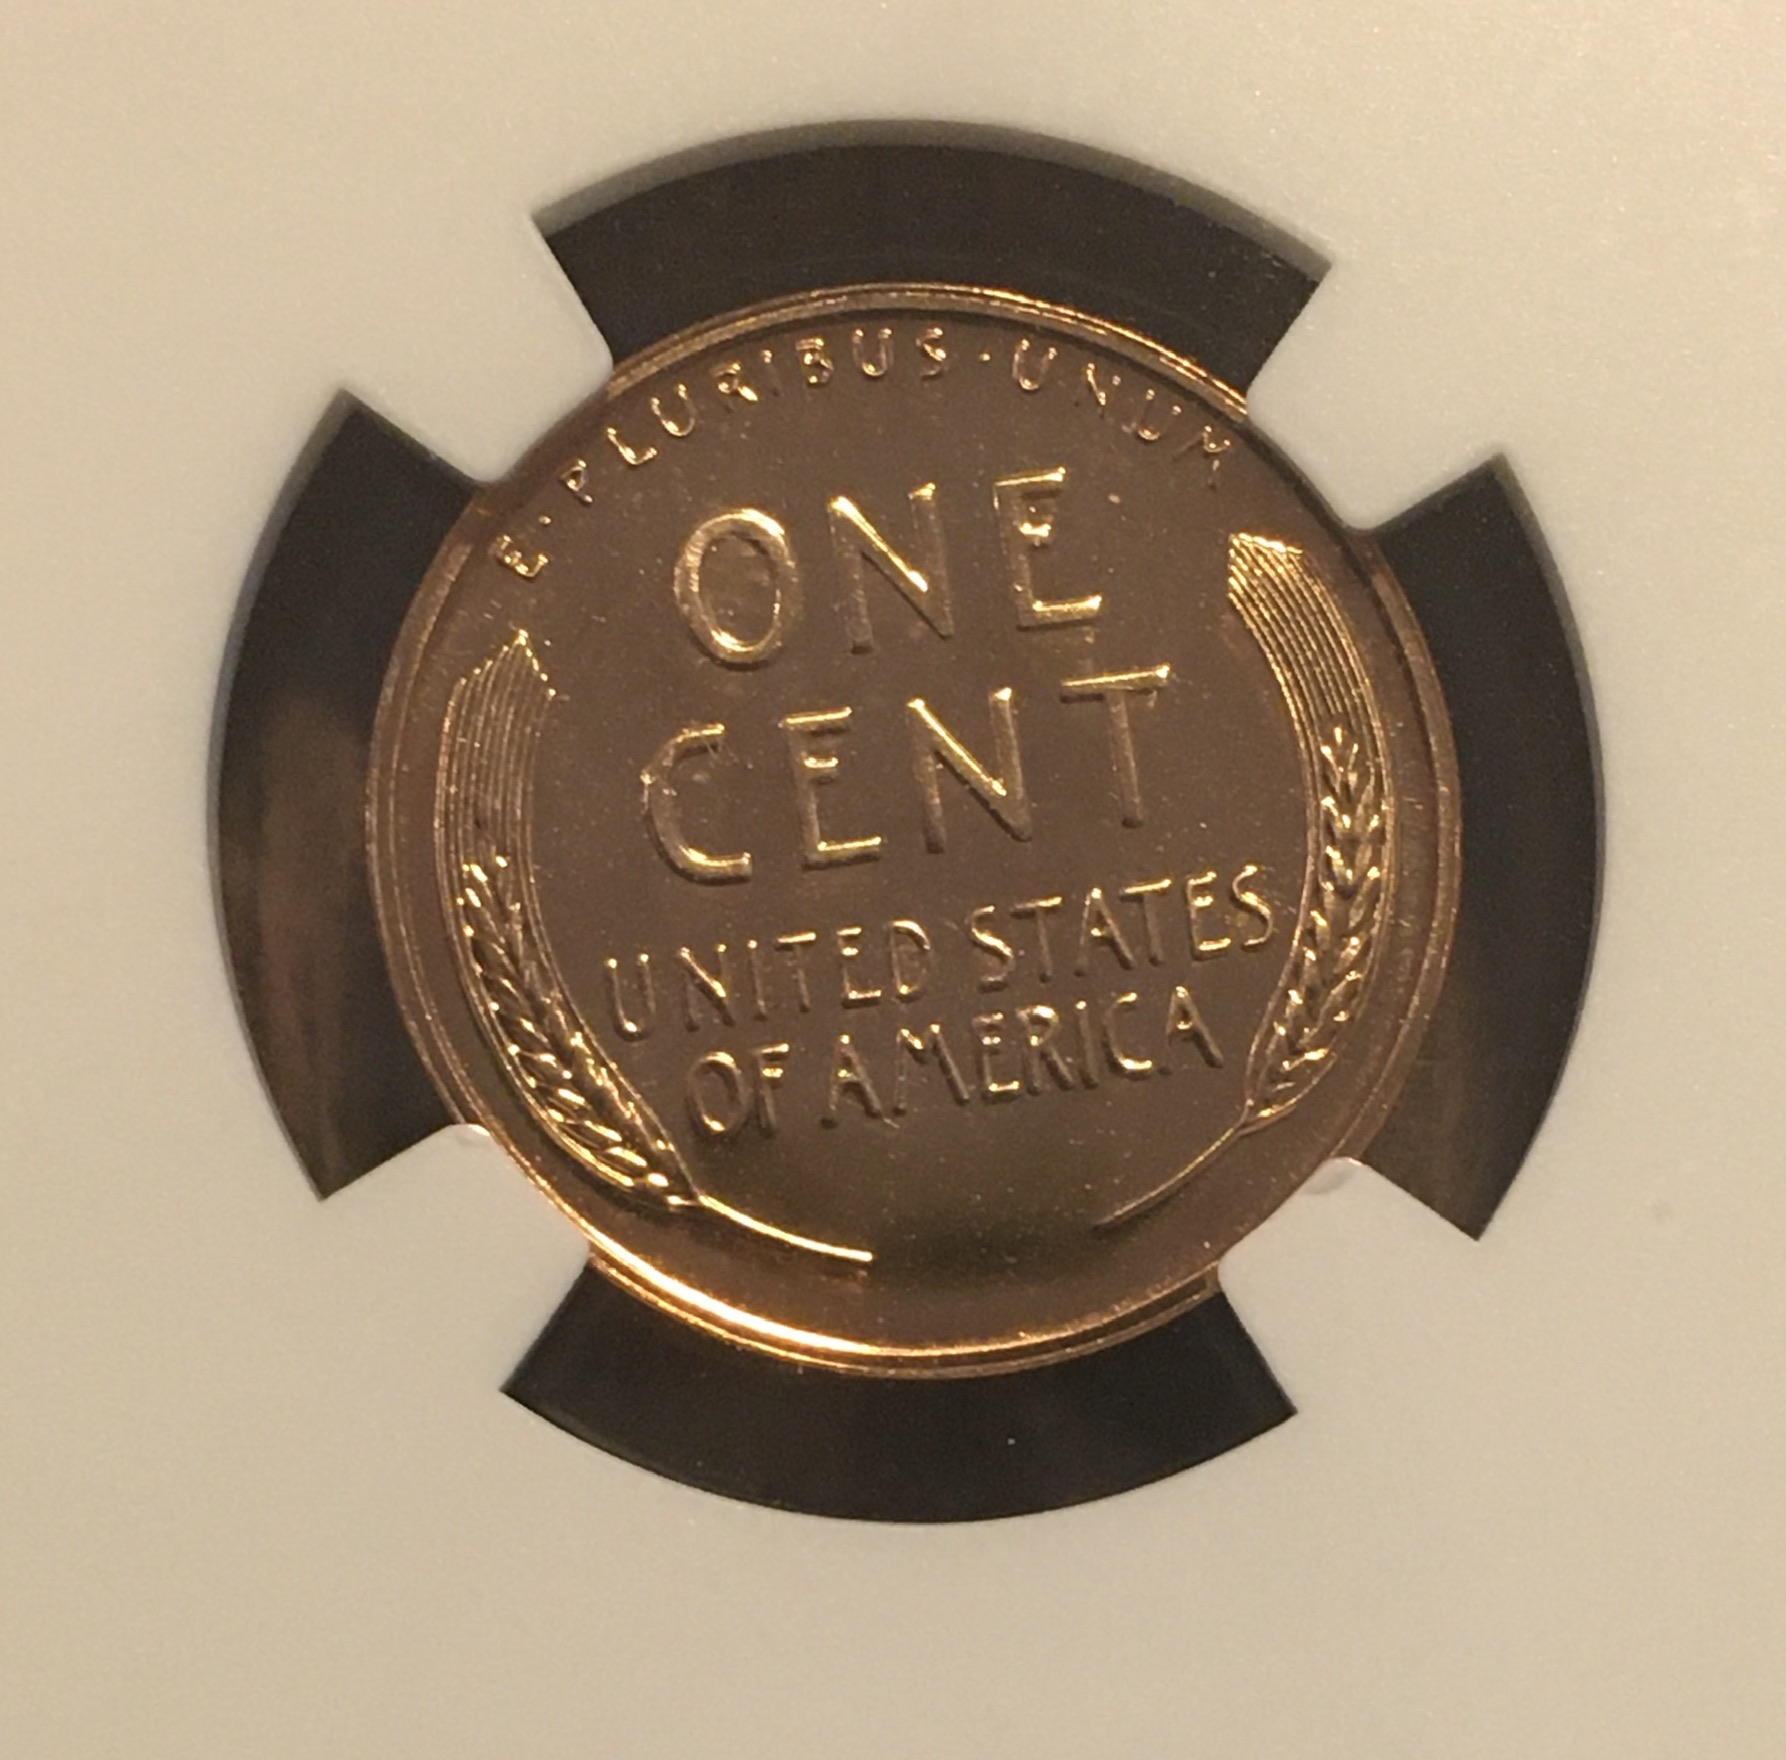 E·PLURIBUS·UNUM
ONE
CENT
UNITED STATES
OF AMERICA